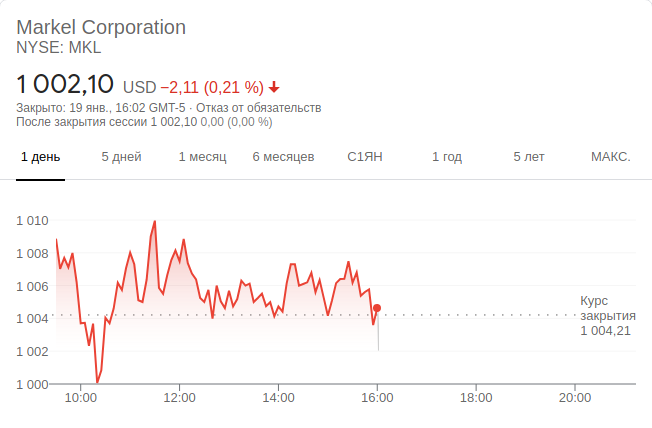 Markel Corporation
NYSE: MKL
1 002,10 USD −2,11 (0,21 %)
Закрыто: 19 янв., 16:02 GMT-5 · Отказ от обязательств
После закрытия сессии 1 002,10 0,00 (0,00 %)
1 день 5 дней 1 месяц 6 месяцев С1ЯН 1 год 5 лет МАКС.
1 010
1 008
1 006
1 004
1 002
1 000
Курс
закрытия
1 004,21
10:00 12:00 14:00 16:00 18:00 20:00